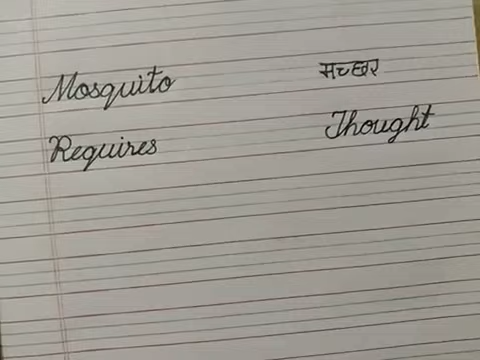 Mosquito मच्छर
Requires Thought